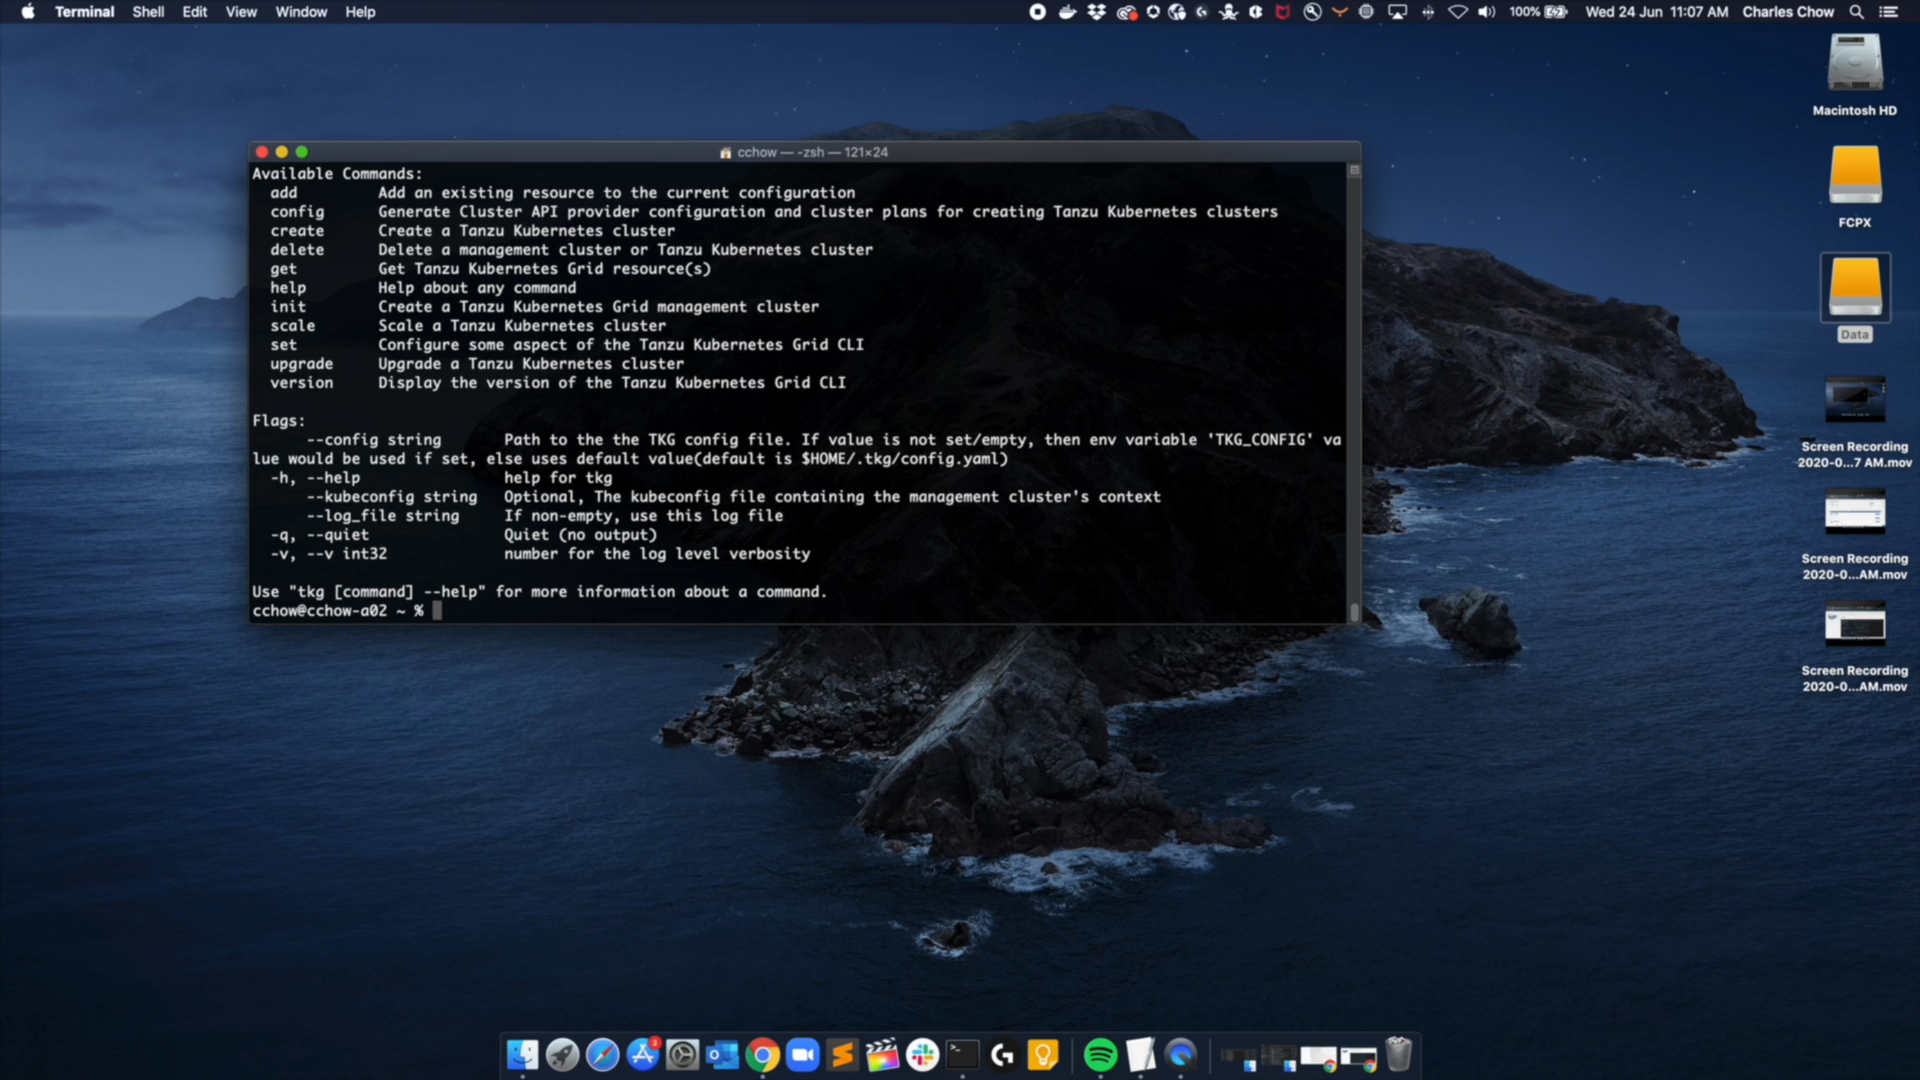 Terminal Shell Edit View Window Help 100% Wed 24 Jun 11:07 AM Charles Chow
cchow — -zsh — 121×24
Available Commands:
add Add an existing resource to the current configuration
config Generate Cluster API provider configuration and cluster plans for creating Tanzu Kubernetes clusters
create Create a Tanzu Kubernetes cluster
delete Delete a management cluster or Tanzu Kubernetes cluster
get Get Tanzu Kubernetes Grid resource(s)
help Help about any command
init Create a Tanzu Kubernetes Grid management cluster
scale Scale a Tanzu Kubernetes cluster
set Configure some aspect of the Tanzu Kubernetes Grid CLI
upgrade Upgrade a Tanzu Kubernetes cluster
version Display the version of the Tanzu Kubernetes Grid CLI
Flags:
--config string Path to the the TKG config file. If value is not set/empty, then env variable 'TKG_CONFIG' va
lue would be used if set, else uses default value(default is $HOME/.tkg/config.yaml)
-h, --help help for tkg
--kubeconfig string Optional, The kubeconfig file containing the management cluster's context
--log_file string If non-empty, use this log file
-q, --quiet Quiet (no output)
-v, --v int32 number for the log level verbosity
Use "tkg [command] --help" for more information about a command.
cchow@cchow-a02 ~ %
Macintosh HD
FCPX
Data
Screen Recording
2020-0...7 AM.mov
Screen Recording
2020-0...AM.mov
Screen Recording
2020-0...AM.mov
3